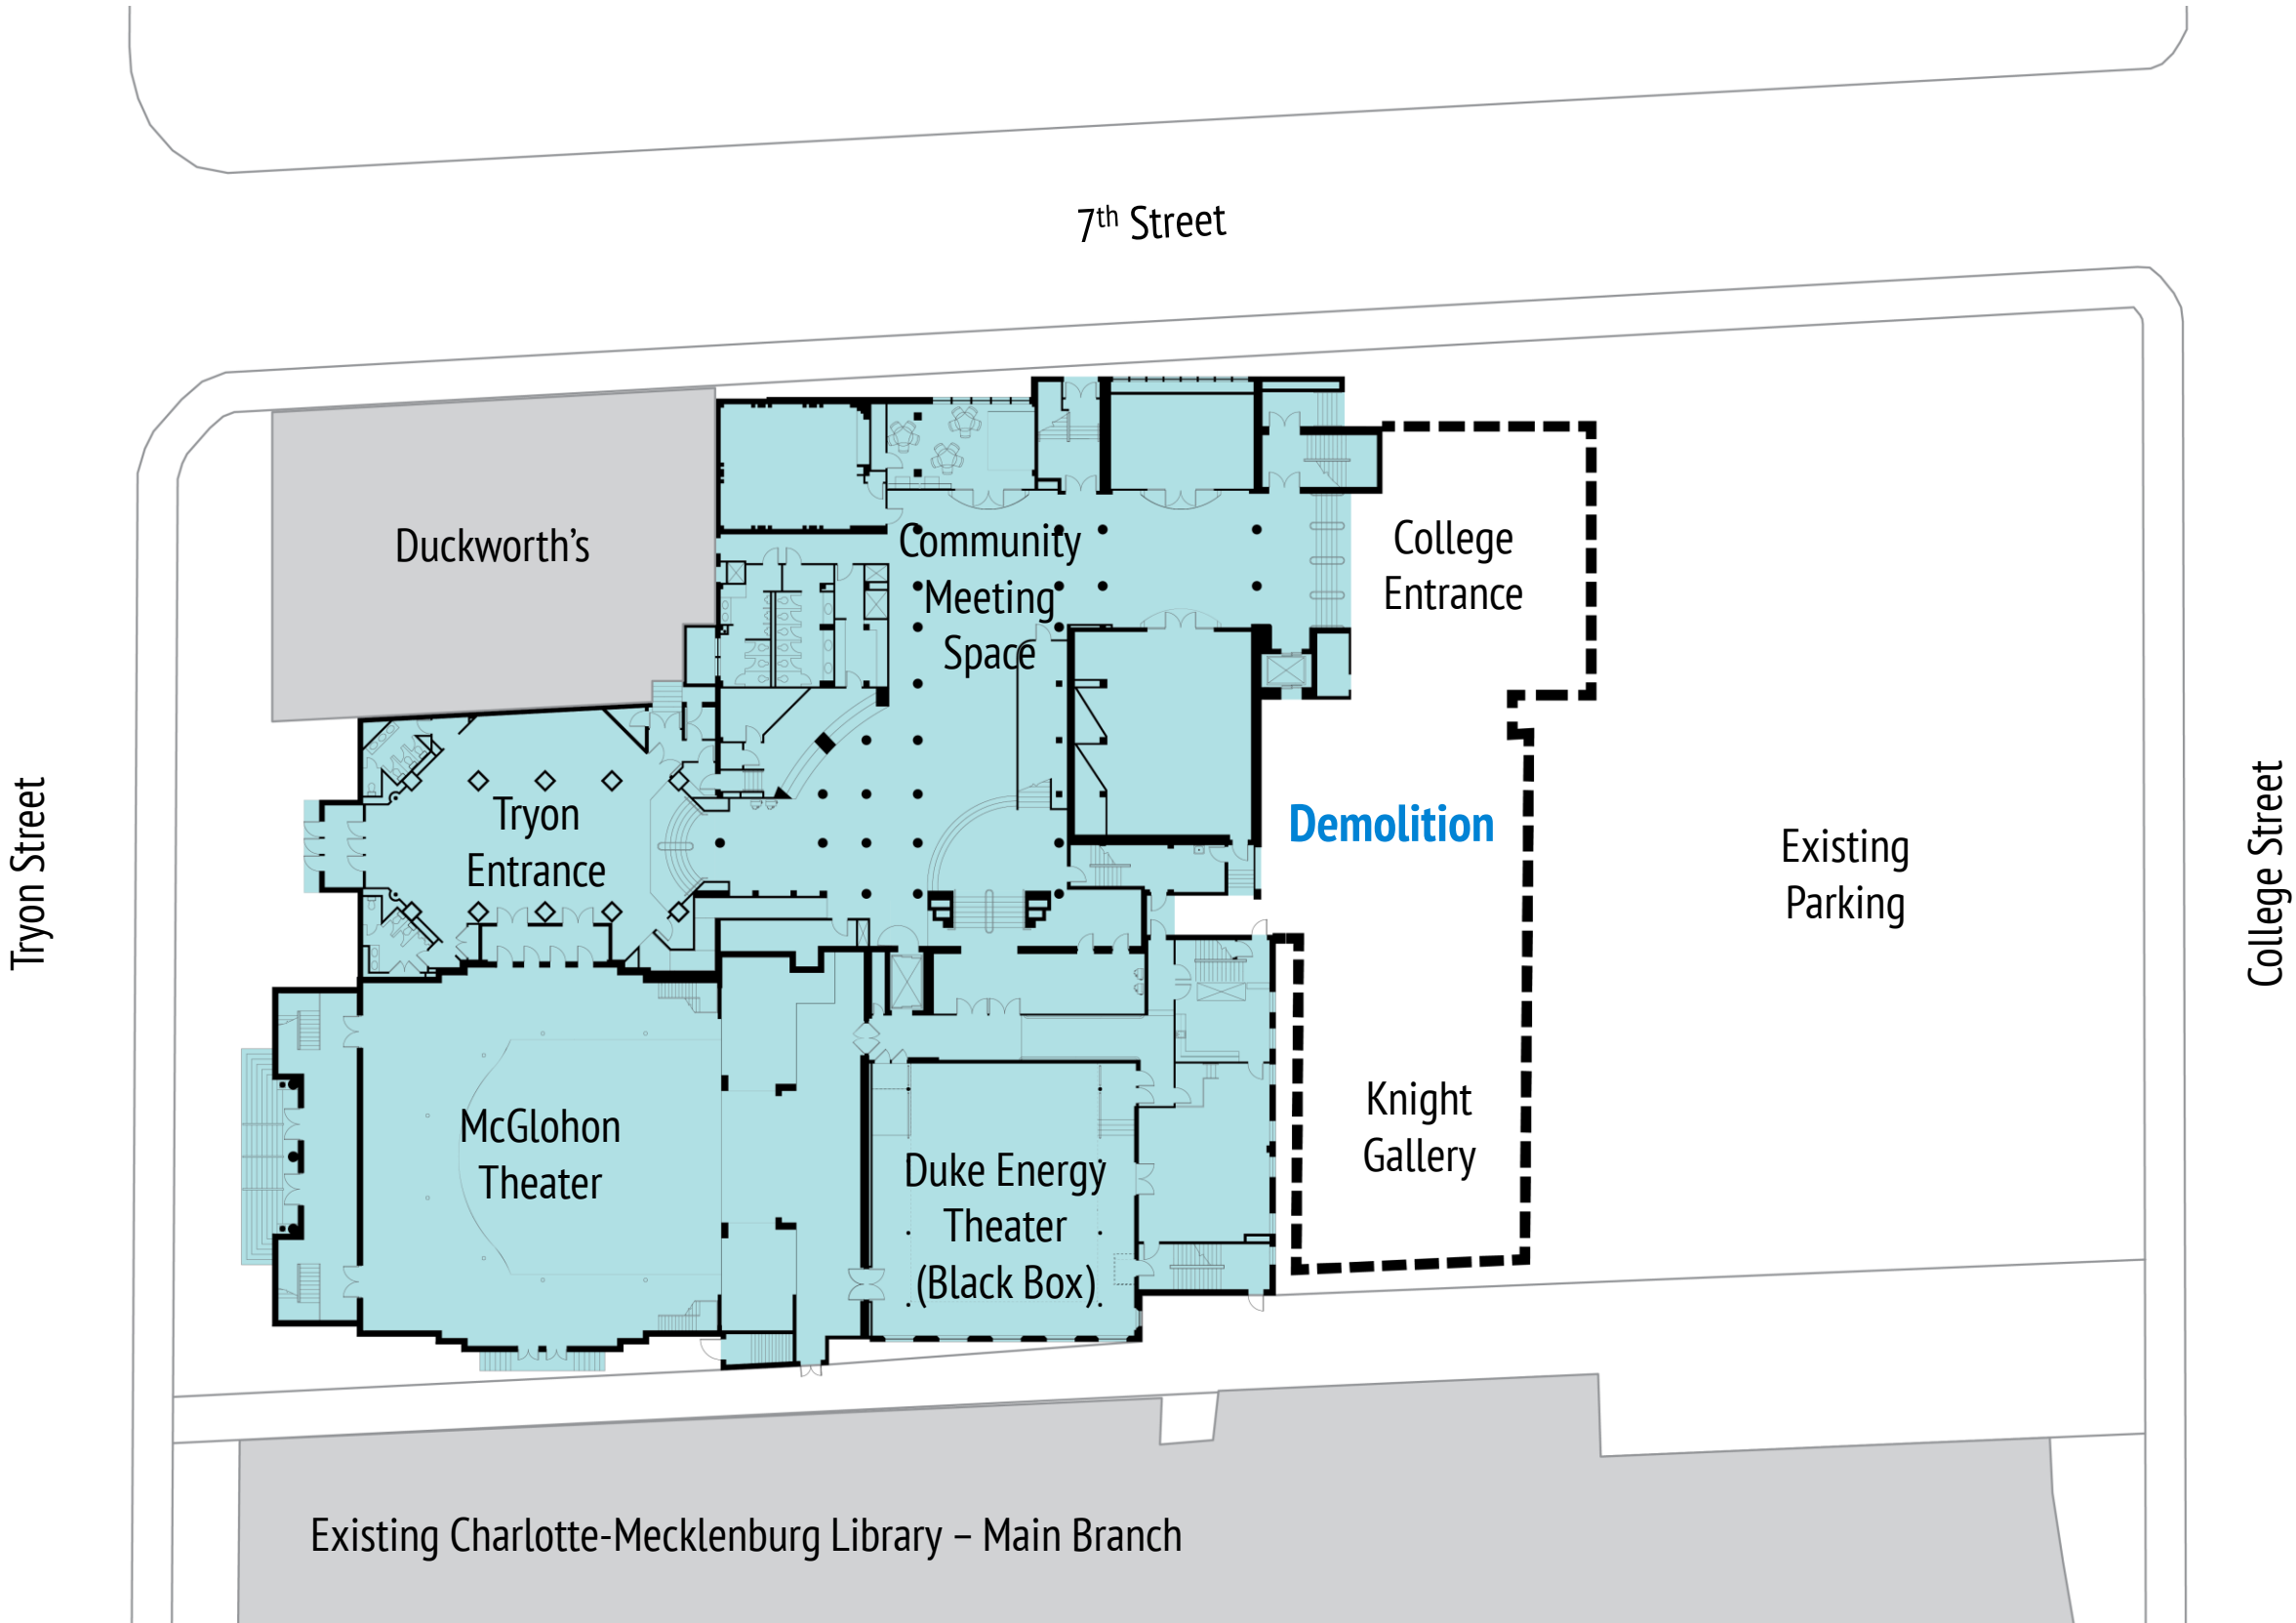 7th Street
Duckworth's
Community
Meeting
Space
College
Entrance
Tryon
Entrance
Demolition
Existing
Parking
Tryon Street
College Street
McGlohon
Theater
Duke Energy
Theater
(Black Box)
Knight
Gallery
Existing Charlotte-Mecklenburg Library – Main Branch